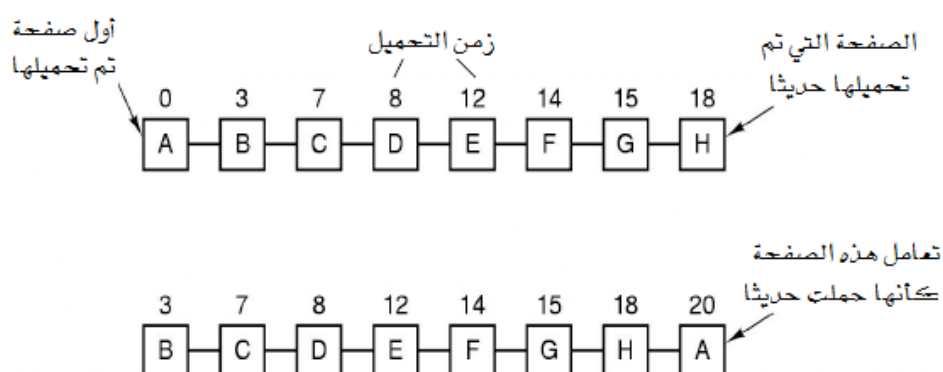 أول صفحة
تم تحميلها
زمن التحميل
الصفحة التي تم
تحميلها حديثا
0 3 7 8 12 14 15 18
A B C D E F G H
تعامل هذه الصفحة
كأنها حملت حديثا
3 7 8 12 14 15 18 20
B C D E F G H A